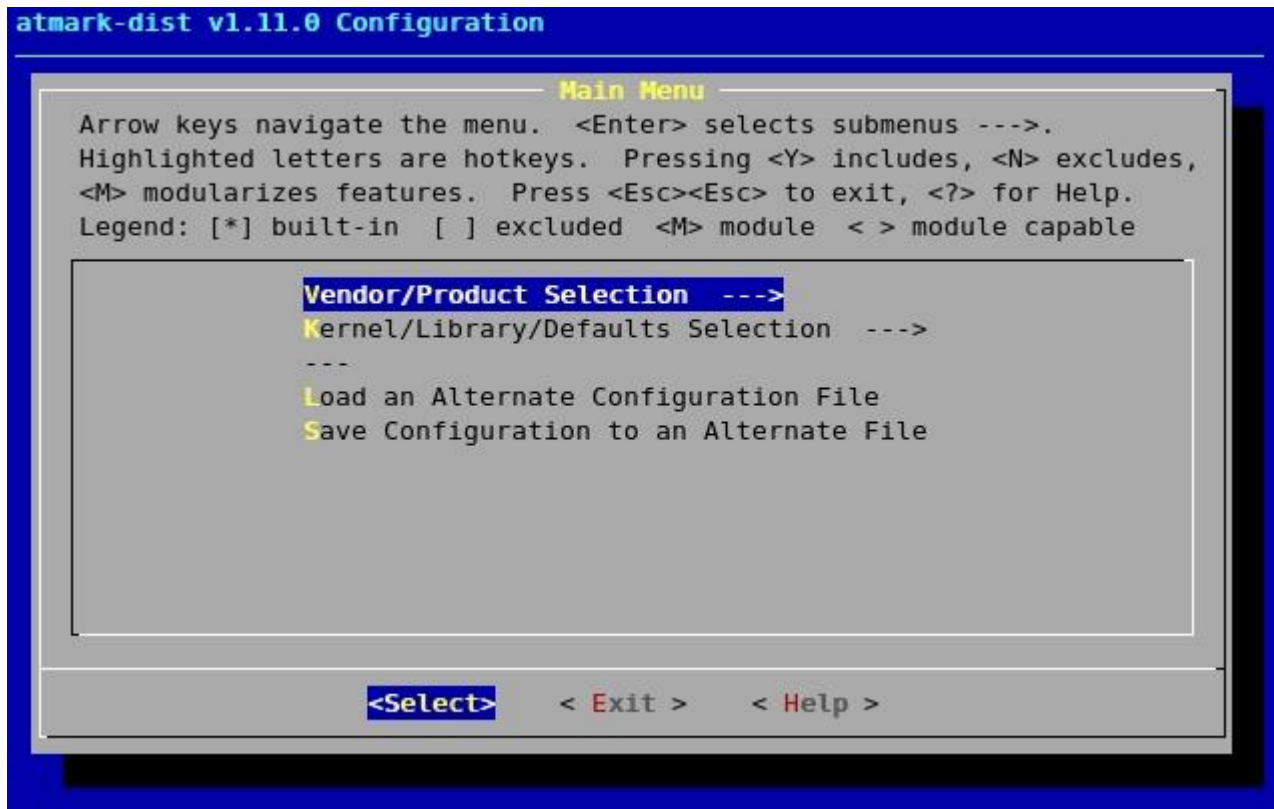 atmark-dist v1.11.0 Configuration
Main Menu
Arrow keys navigate the menu.  <Enter> selects submenus --->.
Highlighted letters are hotkeys.  Pressing <Y> includes, <N> excludes,
<M> modularizes features.  Press <Esc><Esc> to exit, <?> for Help.
Legend: [*] built-in  [ ] excluded  <M> module  < > module capable
Vendor/Product Selection  --->
Kernel/Library/Defaults Selection  --->
---
Load an Alternate Configuration File
Save Configuration to an Alternate File
<Select>    < Exit >    < Help >